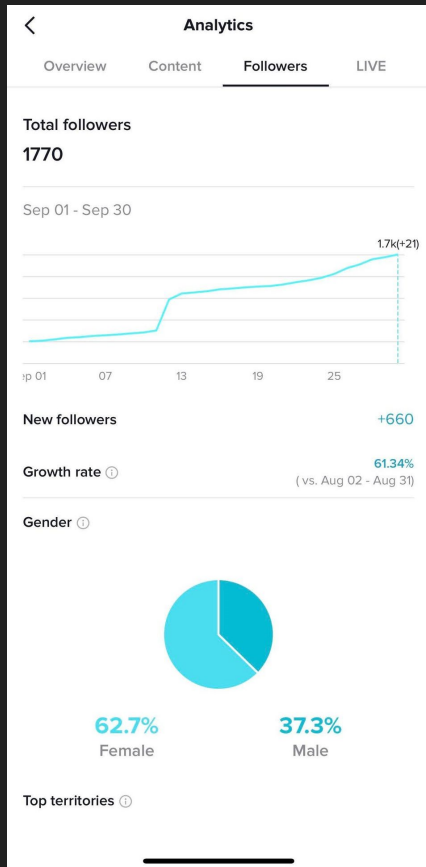 Analytics
Overview Content Followers LIVE
Total followers
1770
Sep 01 - Sep 30
1.7k(+21)
ep 01 07 13 19 25
New followers +660
Growth rate 61.34%
( vs. Aug 02 - Aug 31)
Gender
62.7% 37.3%
Female Male
Top territories